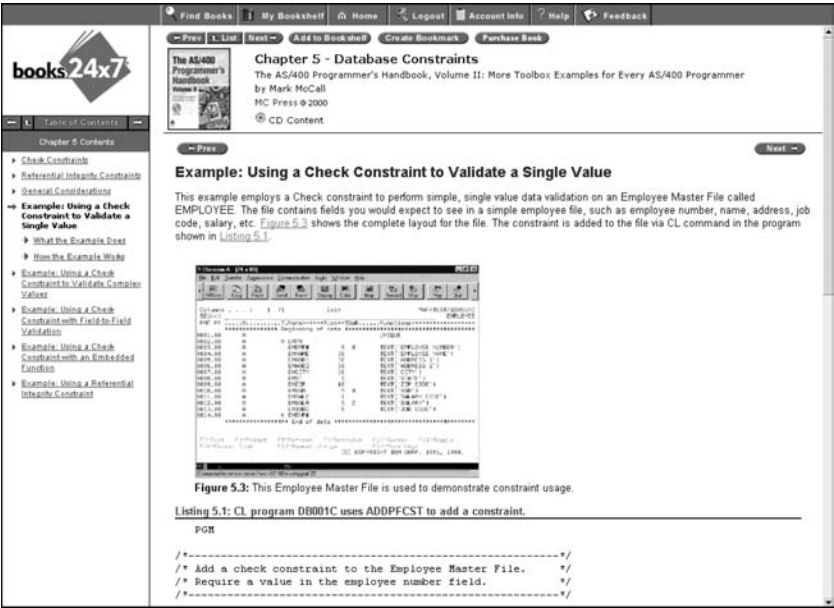 Find Books My Bookshelf Home Logout Account Info ? Help Feedback
Prev List Next Add to Bookshelf Create Bookmark Purchase Book
books 24x7
The AS/400
Programmer's
Handbook
Chapter 5 - Database Constraints
The AS/400 Programmer's Handbook, Volume II: More Toolbox Examples for Every AS/400 Programmer
by Mark McCall
MC Press © 2000
CD Content
Table of Contents
Chapter 5 Contents
Check Constraints
Referential Integrity Constraints
General Considerations
Example: Using a Check
Constraint to Validate a
Single Value
What the Example Does
How the Example Works
Example: Using a Check
Constraint to Validate Complex
Values
Example: Using a Check
Constraint with Field-to-Field
Validation
Example: Using a Check
Constraint with an Embedded
Function
Example: Using a Referential
Integrity Constraint
Prev Next
Example: Using a Check Constraint to Validate a Single Value
This example employs a Check constraint to perform simple, single value data validation on an Employee Master File called
EMPLOYEE. The file contains fields you would expect to see in a simple employee file, such as employee number, name, address, job
code, salary, etc. Figure 5.3 shows the complete layout for the file. The constraint is added to the file via CL command in the program
shown in Listing 5.1.
Figure 5.3: This Employee Master File is used to demonstrate constraint usage.
Listing 5.1: CL program DB001C uses ADDPFCST to add a constraint.
PGM
/*--------------------------------------------------------*/
/* Add a check constraint to the Employee Master File. */
/* Require a value in the employee number field. */
/*--------------------------------------------------------*/